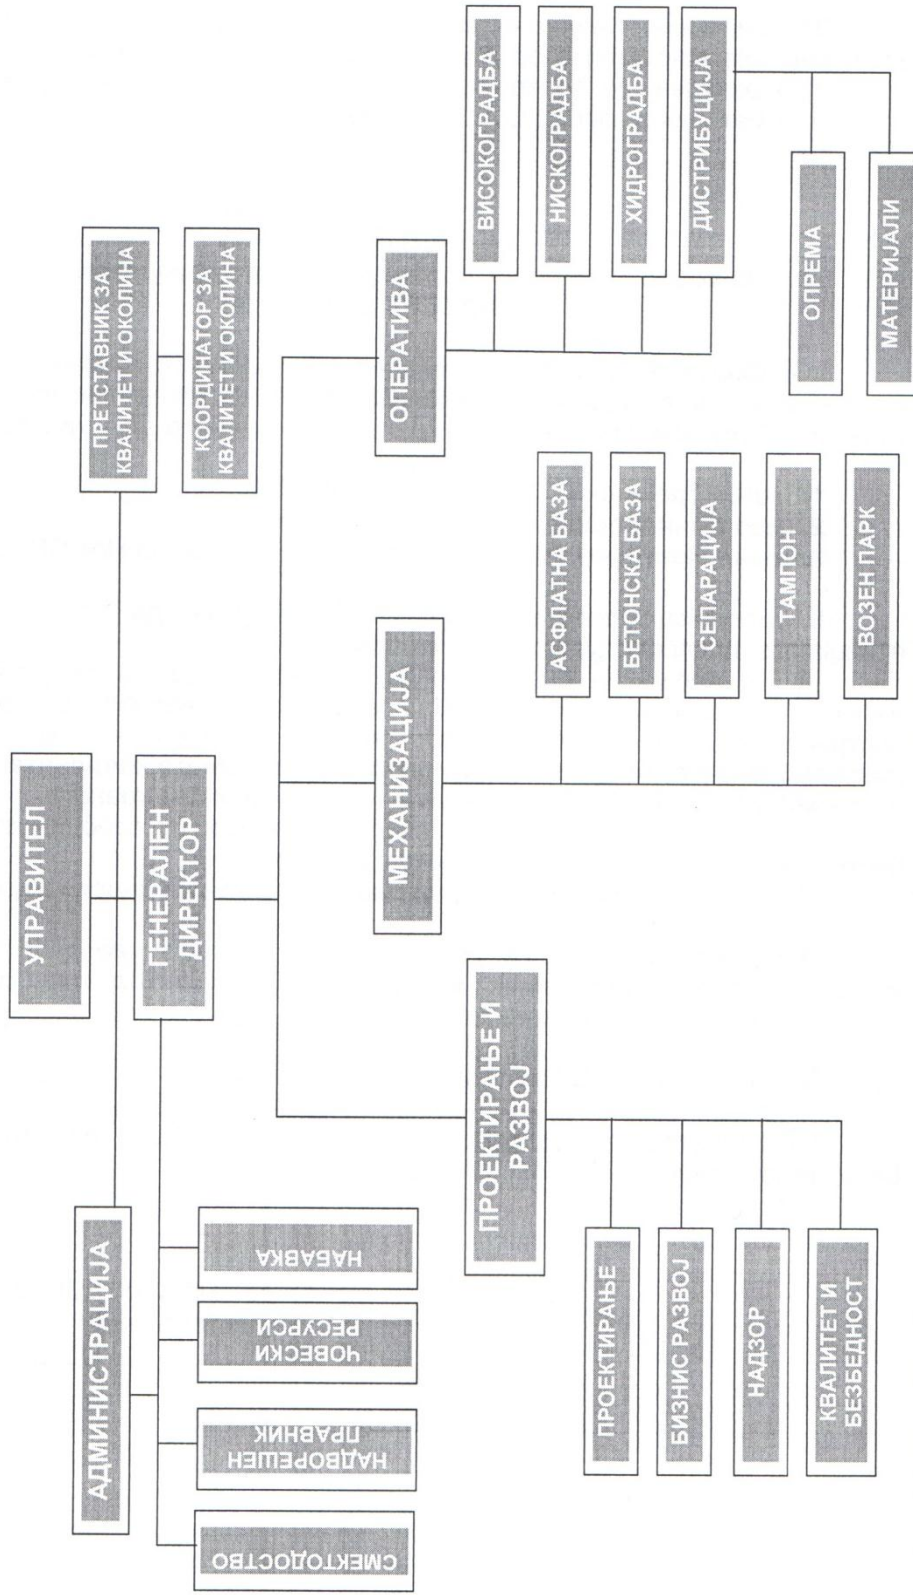 УПРАВИТЕЛ
ПРЕТСТАВНИК ЗА
КВАЛИТЕТ И ОКОЛИНА
КООРДИНАТОР ЗА
КВАЛИТЕТ И ОКОЛИНА
АДМИНИСТРАЦИЈА
ГЕНЕРАЛЕН
ДИРЕКТОР
СМЕКТОДОСТВО
НАДВОРЕШЕН
ПРАВНИК
ЧОВЕСКИ
РЕСУРСИ
НАБАВКА
ПРОЕКТИРАЊЕ И
РАЗВОЈ
ПРОЕКТИРАЊЕ
БИЗНИС РАЗВОЈ
НАДЗОР
КВАЛИТЕТ И
БЕЗБЕДНОСТ
МЕХАНИЗАЦИЈА
АСФЛАТНА БАЗА
БЕТОНСКА БАЗА
СЕПАРАЦИЈА
ТАМПОН
ВОЗЕН ПАРК
ОПЕРАТИВА
ВИСОКОГРАДБА
НИСКОГРАДБА
ХИДРОГРАДБА
ДИСТРИБУЦИЈА
ОПРЕМА
МАТЕРИЈАЛИ